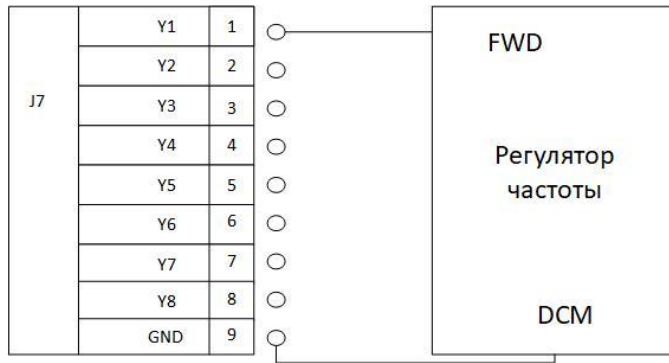 Y1 1
FWD
Y2 2
J7
Y3 3
Y4 4
Регулятор
частоты
Y5 5
Y6 6
Y7 7
Y8 8
DCM
GND 9